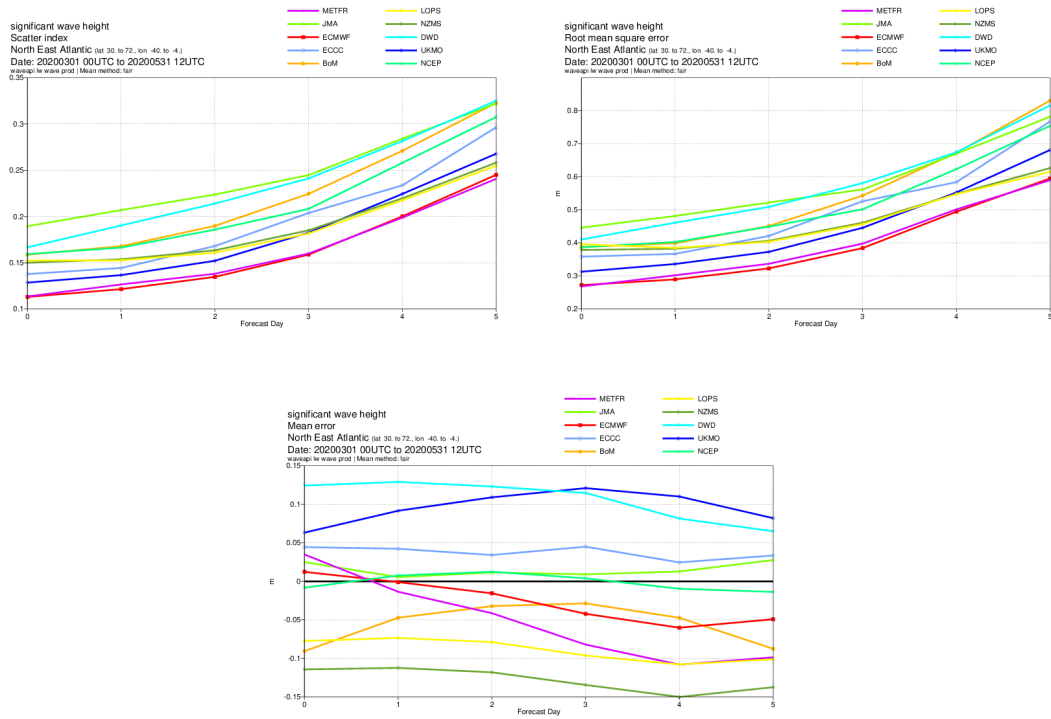 significant wave height
Scatter index
North East Atlantic (lat 30. to 72., lon -40. to -4.)
Date: 20200301 00UTC to 20200531 12UTC
waveapi lw wave prod | Mean method: fair
METFR LOPS
JMA NZMS
ECMWF DWD
ECCC UKMO
BoM NCEP
0.35
0.3
0.25
0.2
0.15
0.1
0 1 2 3 4 5
Forecast Day
significant wave height
Root mean square error
North East Atlantic (lat 30. to 72., lon -40. to -4.)
Date: 20200301 00UTC to 20200531 12UTC
waveapi lw wave prod | Mean method: fair
METFR LOPS
JMA NZMS
ECMWF DWD
ECCC UKMO
BoM NCEP
0.8
0.7
0.6
0.5
0.4
0.3
0.2
m
0 1 2 3 4 5
Forecast Day
significant wave height
Mean error
North East Atlantic (lat 30. to 72., lon -40. to -4.)
Date: 20200301 00UTC to 20200531 12UTC
waveapi lw wave prod | Mean method: fair
METFR LOPS
JMA NZMS
ECMWF DWD
ECCC UKMO
BoM NCEP
0.15
0.1
0.05
0
-0.05
-0.1
-0.15
m
0 1 2 3 4 5
Forecast Day